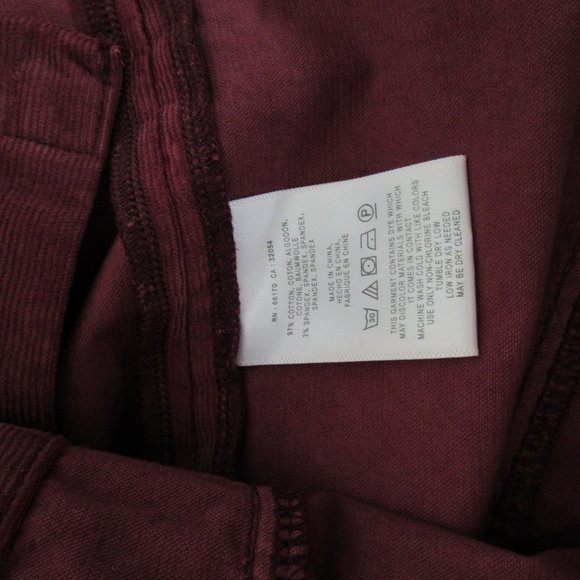 RN : 66170 CA : 32054
97% COTTON, COTON, ALGODÓN,
COTONE, BAUMWOLLE
3% SPANDEX, SPANDEX, SPANDEX,
SPANDEX, SPANDEX
MADE IN CHINA,
HECHO EN CHINA,
FABRIQUE EN CHINE
30 P
THIS GARMENT CONTAINS DYE WHICH
MAY DISCOLOR MATERIALS WITH WHICH
IT COMES IN CONTACT
MACHINE WASH COLD WITH LIKE COLORS
USE ONLY NON-CHLORINE BLEACH
TUMBLE DRY LOW
LOW IRON AS NEEDED
MAY BE DRY CLEANED